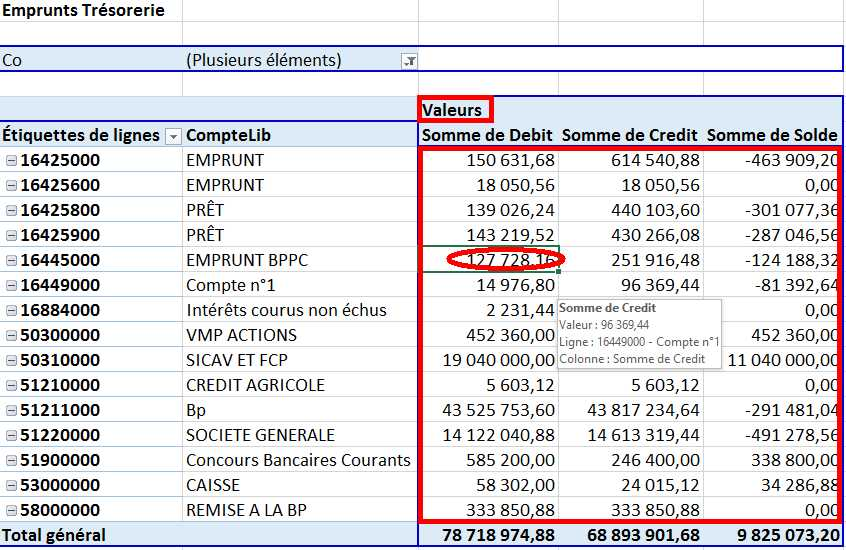 Emprunts Trésorerie
Co (Plusieurs éléments)
Valeurs
Étiquettes de lignes CompteLib Somme de Debit Somme de Credit Somme de Solde
16425000 EMPRUNT 150 631,68 614 540,88 -463 909,20
16425600 EMPRUNT 18 050,56 18 050,56 0,00
16425800 PRÊT 139 026,24 440 103,60 -301 077,36
16425900 PRÊT 143 219,52 430 266,08 -287 046,56
16445000 EMPRUNT BPPC 127 728,16 251 916,48 -124 188,32
16449000 Compte n°1 14 976,80 96 369,44 -81 392,64
16884000 Intérêts courus non échus 2 231,44 0,00
50300000 VMP ACTIONS 452 360,00 452 360,00
50310000 SICAV ET FCP 19 040 000,00 11 040 000,00
Somme de Credit
Valeur : 96 369,44
Ligne : 16449000 - Compte n°1
Colonne : Somme de Credit
51210000 CREDIT AGRICOLE 5 603,12 5 603,12 0,00
51211000 Bp 43 525 753,60 43 817 234,64 -291 481,04
51220000 SOCIETE GENERALE 14 122 040,88 14 613 319,44 -491 278,56
51900000 Concours Bancaires Courants 585 200,00 246 400,00 338 800,00
53000000 CAISSE 58 302,00 24 015,12 34 286,88
58000000 REMISE A LA BP 333 850,88 333 850,88 0,00
Total général 78 718 974,88 68 893 901,68 9 825 073,20